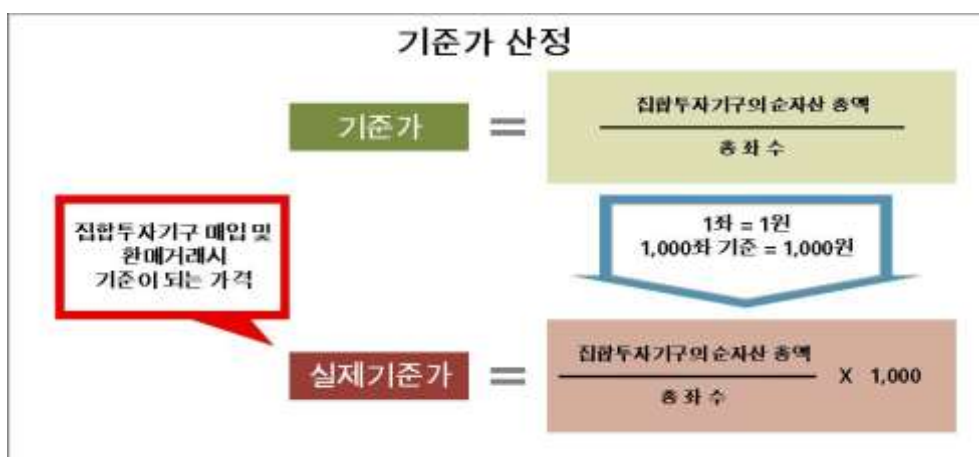 기준가 산정
기준가 = 집합투자기구의 순자산 총액
총 좌 수
집합투자기구 매입 및
환매거래시
기준이 되는 가격
1좌 = 1원
1,000좌 기준 = 1,000원
실제기준가 = 집합투자기구의 순자산 총액
총 좌 수
X 1,000